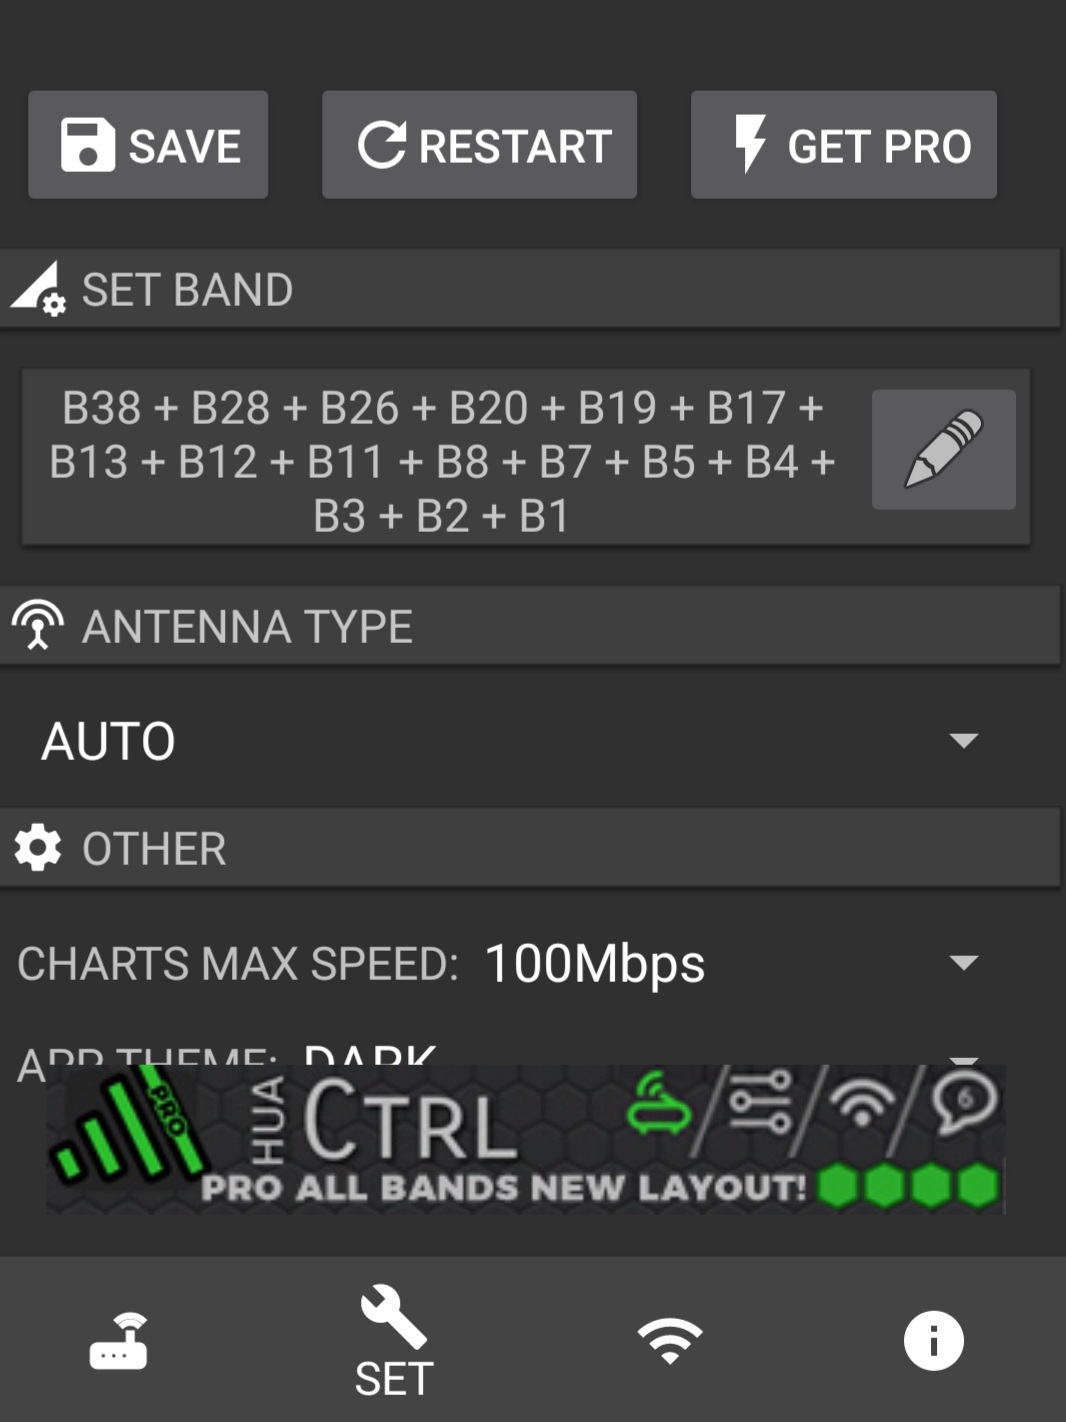 SAVE
RESTART
GET PRO
SET BAND
B38 + B28 + B26 + B20 + B19 + B17 +
B13 + B12 + B11 + B8 + B7 + B5 + B4 +
B3 + B2 + B1
ANTENNA TYPE
AUTO
OTHER
CHARTS MAX SPEED: 100Mbps
APP THEME: DARK
PRO
HUA CTRL
6
PRO ALL BANDS NEW LAYOUT!
SET